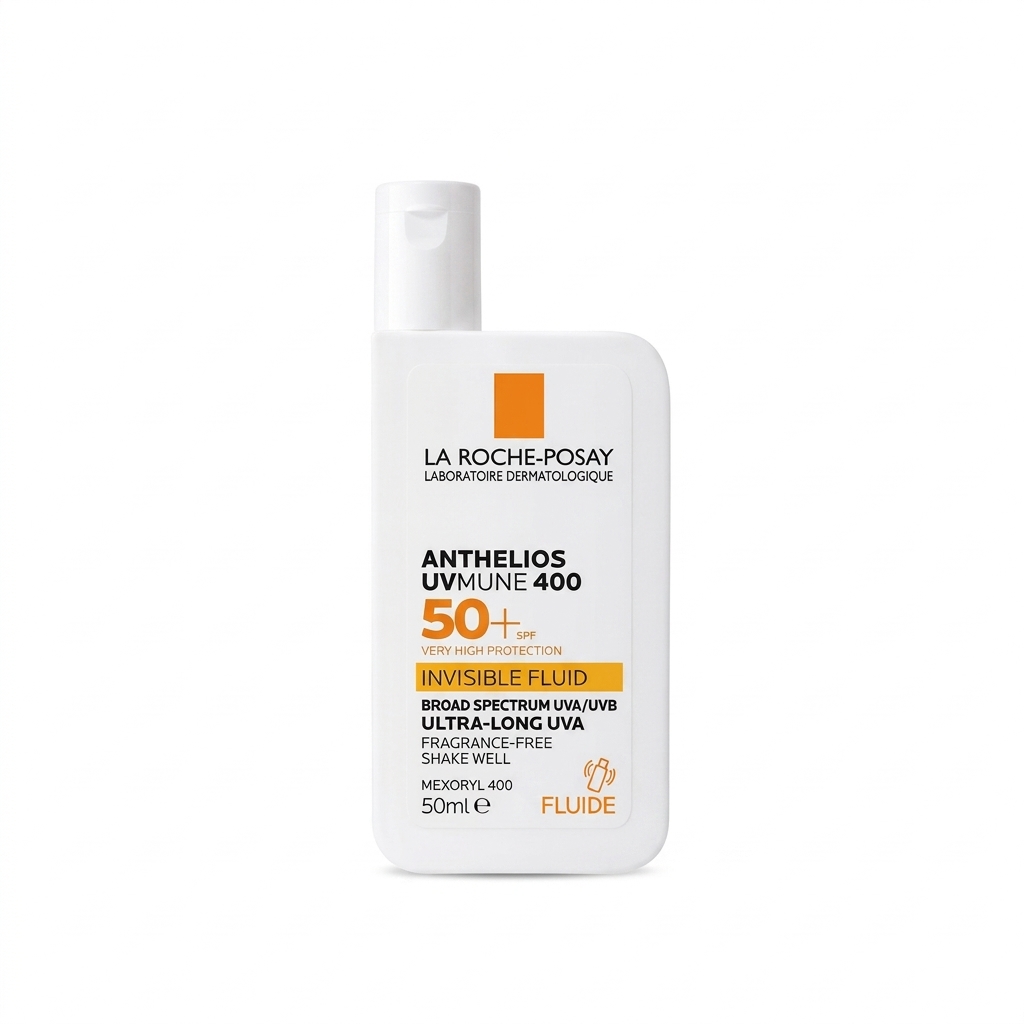 LA ROCHE-POSAY
LABORATOIRE DERMATOLOGIQUE
ANTHELIOS
UVMUNE 400
50+ SPF
VERY HIGH PROTECTION
INVISIBLE FLUID
BROAD SPECTRUM UVA/UVB
ULTRA-LONG UVA
FRAGRANCE-FREE
SHAKE WELL
MEXORYL 400
50ml ℮
FLUIDE